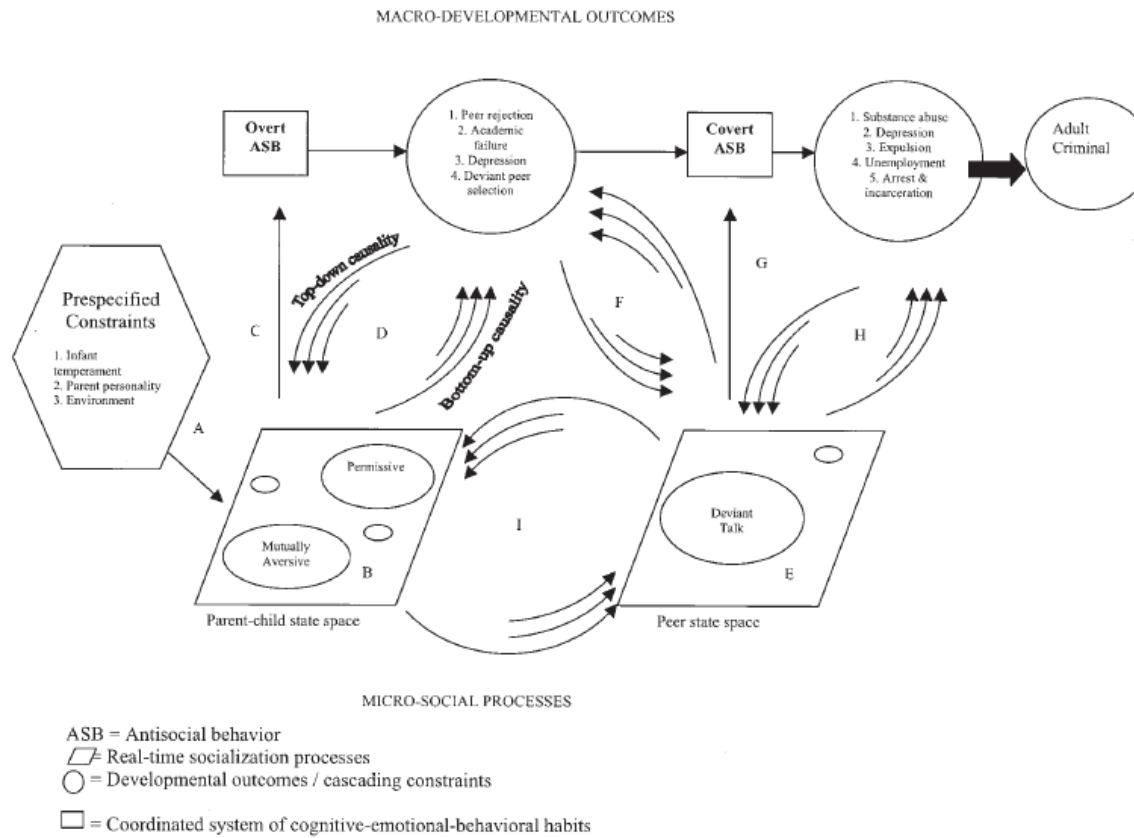 MACRO-DEVELOPMENTAL OUTCOMES
Overt
ASB
1. Peer rejection
2. Academic
failure
3. Depression
4. Deviant peer
selection
Covert
ASB
1. Substance abuse
2. Depression
3. Expulsion
4. Unemployment
5. Arrest &
incarceration
Adult
Criminal
Prespecified
Constraints
1. Infant
temperament
2. Parent personality
3. Environment
A
C
Top-down causality
D
Bottom-up causality
F
G
H
Permissive
Mutually
Aversive
B
Parent-child state space
I
Deviant
Talk
E
Peer state space
MICRO-SOCIAL PROCESSES
ASB = Antisocial behavior
= Real-time socialization processes
= Developmental outcomes / cascading constraints
= Coordinated system of cognitive-emotional-behavioral habits